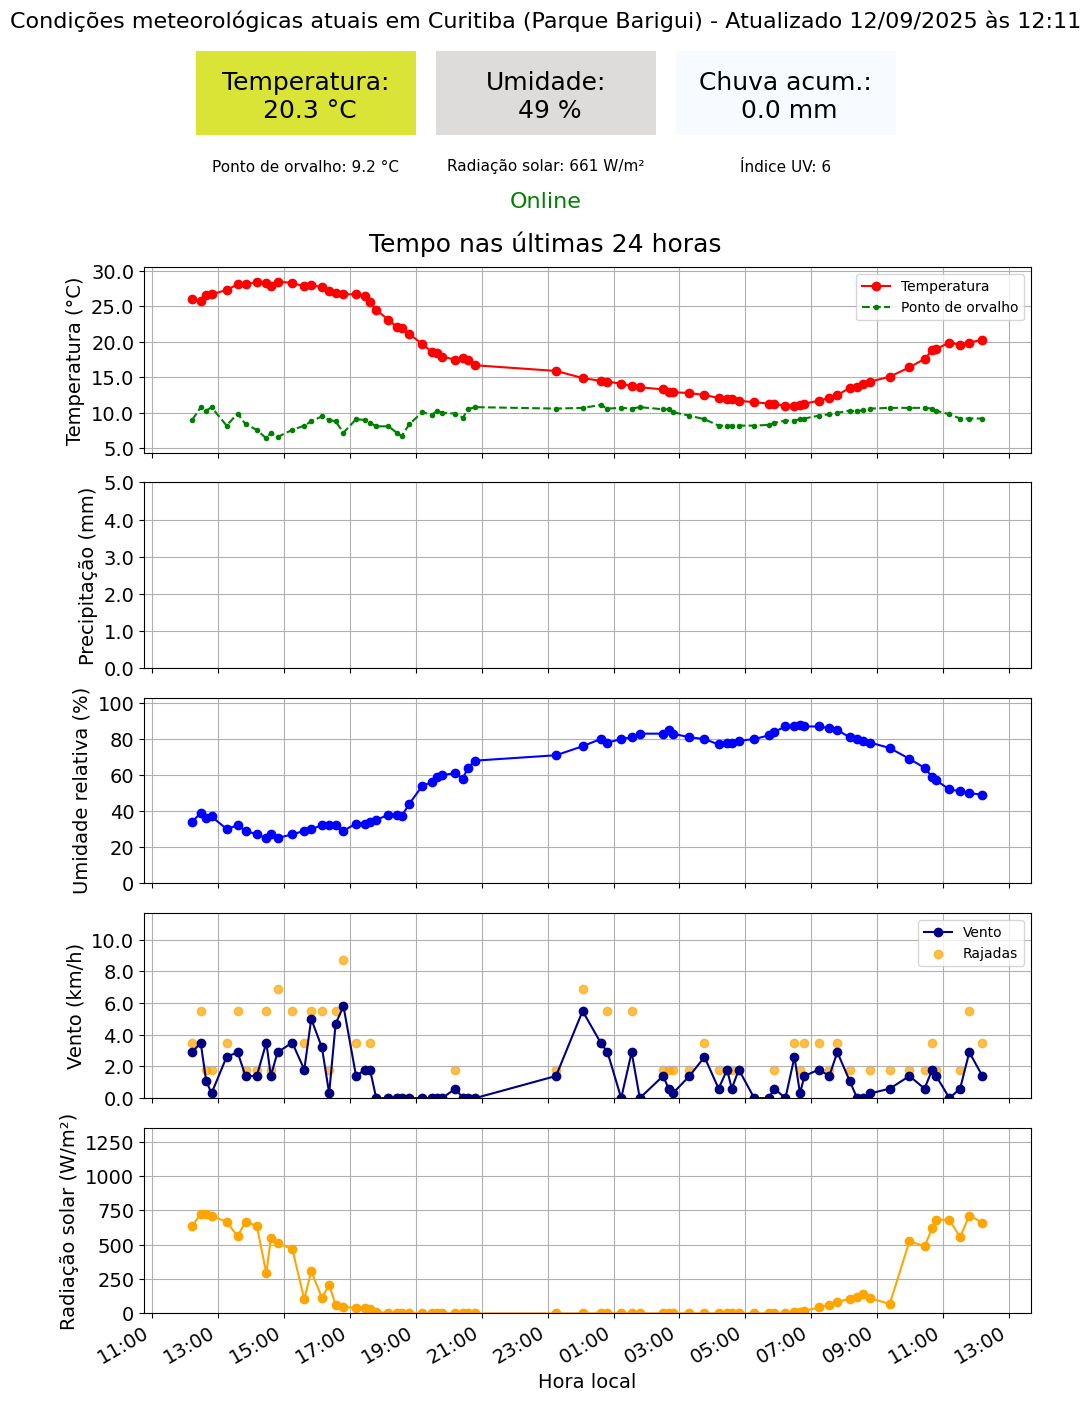 Condições meteorológicas atuais em Curitiba (Parque Barigui) - Atualizado 12/09/2025 às 12:11
Temperatura:
20.3 °C
Umidade:
49 %
Chuva acum.:
0.0 mm
Ponto de orvalho: 9.2 °C
Radiação solar: 661 W/m²
Índice UV: 6
Online
Tempo nas últimas 24 horas
Temperatura (°C)
30.0
25.0
20.0
15.0
10.0
5.0
Temperatura
Ponto de orvalho
Precipitação (mm)
5.0
4.0
3.0
2.0
1.0
0.0
Umidade relativa (%)
100
80
60
40
20
0
Vento (km/h)
10.0
8.0
6.0
4.0
2.0
0.0
Vento
Rajadas
Radiação solar (W/m²)
1250
1000
750
500
250
0
11:00
13:00
15:00
17:00
19:00
21:00
23:00
01:00
03:00
05:00
07:00
09:00
11:00
13:00
Hora local